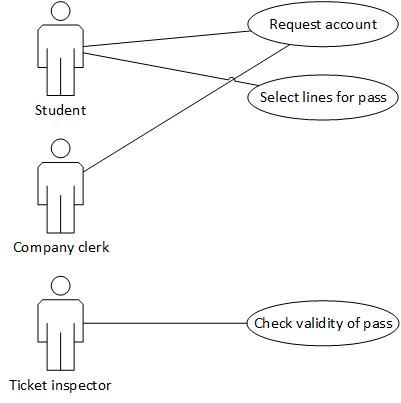 Request account
Student
Select lines for pass
Company clerk
Check validity of pass
Ticket inspector